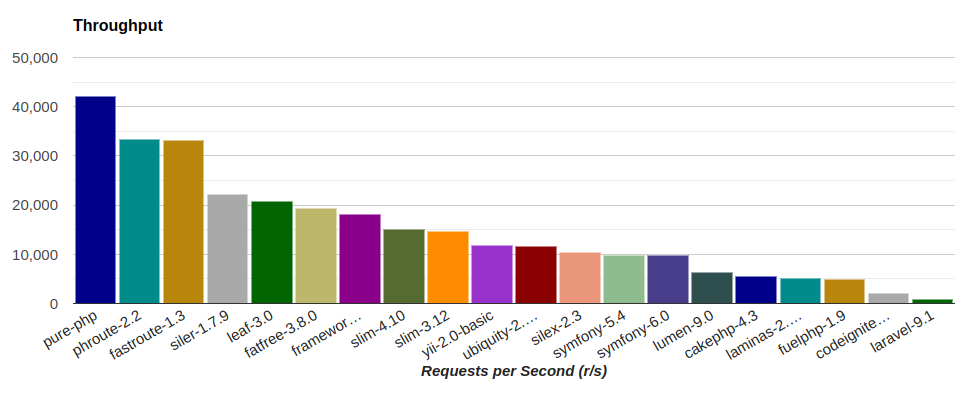 Throughput
50,000
40,000
30,000
20,000
10,000
0
pure-php
phroute-2.2
fastroute-1.3
siler-1.7.9
leaf-3.0
fatfree-3.8.0
framewor…
slim-4.10
slim-3.12
yii-2.0-basic
ubiquity-2.…
silex-2.3
symfony-5.4
symfony-6.0
lumen-9.0
cakephp-4.3
laminas-2.…
fuelphp-1.9
codeignite…
laravel-9.1
Requests per Second (r/s)